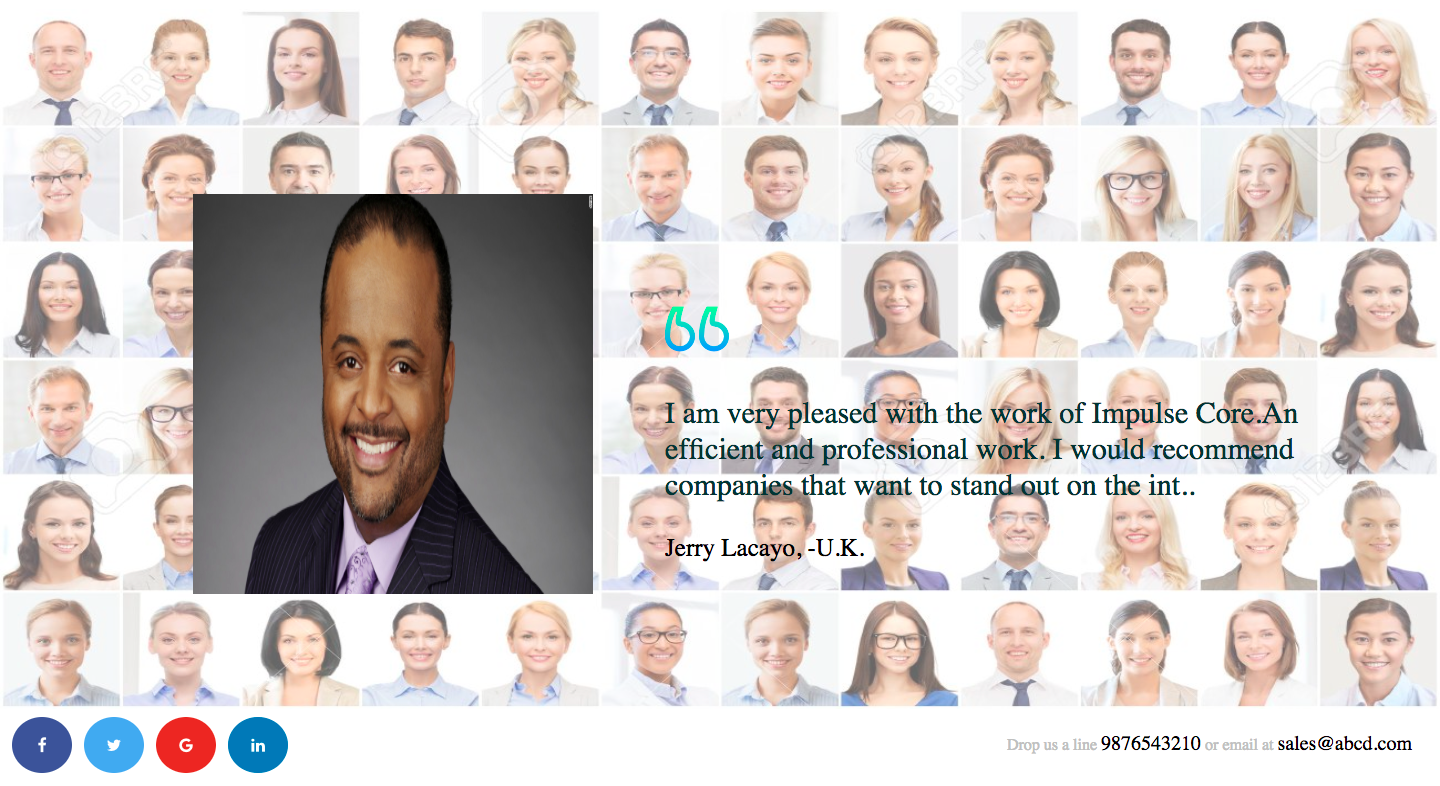 123RF
I am very pleased with the work of Impulse Core.An
efficient and professional work. I would recommend
companies that want to stand out on the int..
Jerry Lacayo, -U.K.
f G in
Drop us a line 9876543210 or email at sales@abcd.com